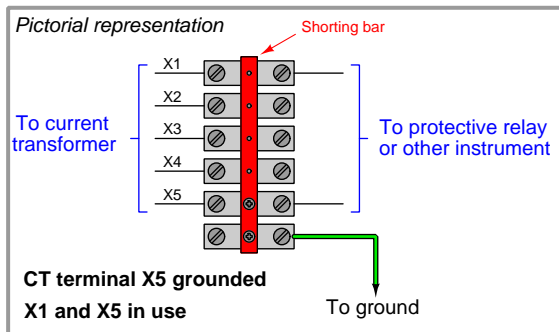 Pictorial representation
Shorting bar
X1
X2
X3
X4
X5
To current
transformer
To protective relay
or other instrument
CT terminal X5 grounded
X1 and X5 in use
To ground